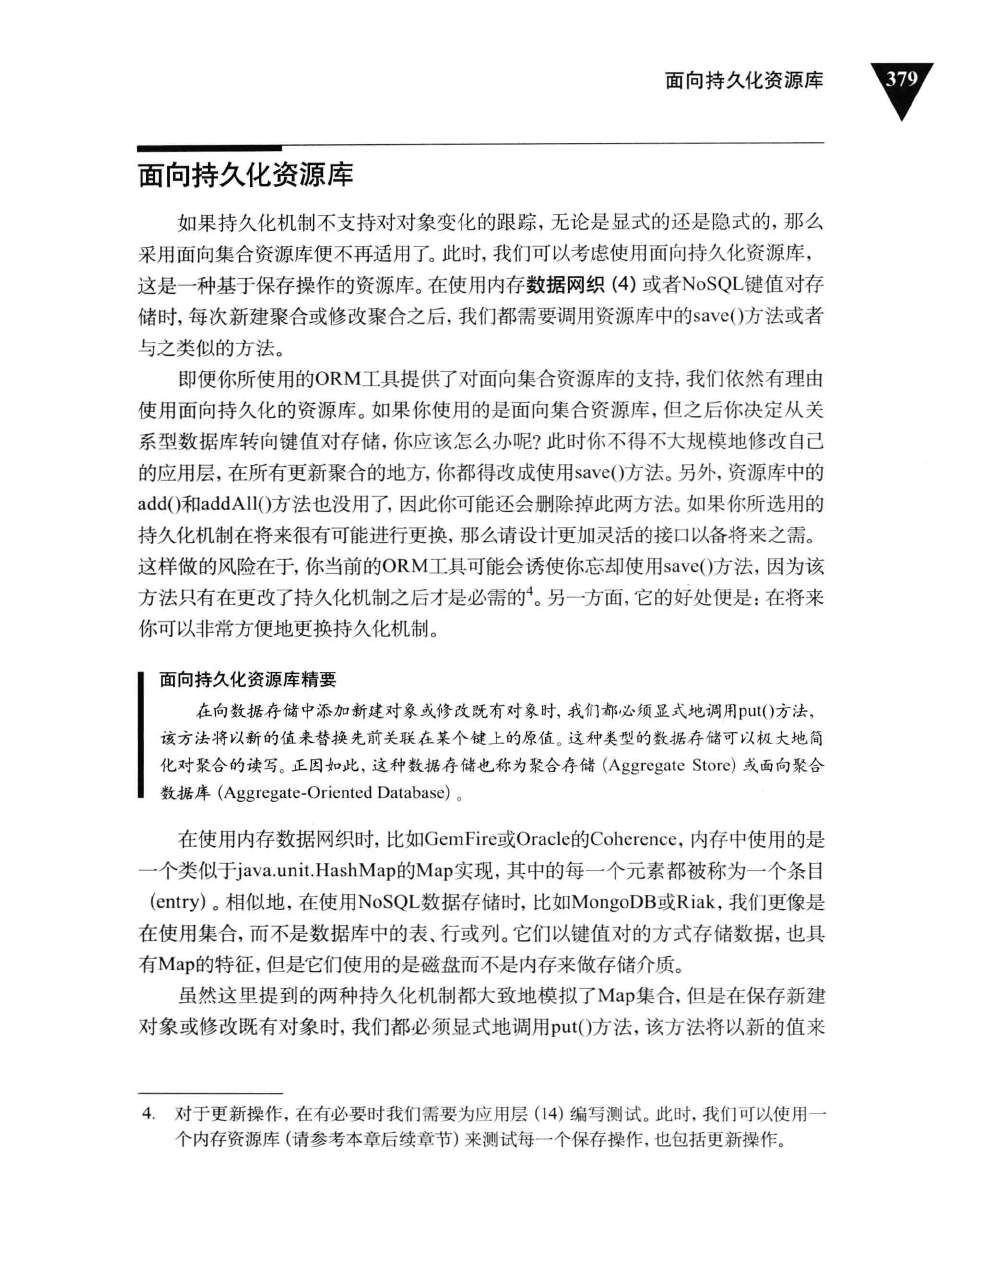 面向持久化资源库
379
面向持久化资源库
如果持久化机制不支持对对象变化的跟踪，无论是显式的还是隐式的，那么
采用面向集合资源库便不再适用了。此时，我们可以考虑使用面向持久化资源库，
这是一种基于保存操作的资源库。在使用内存数据网织（4）或者NoSQL键值对存
储时，每次新建聚合或修改聚合之后，我们都需要调用资源库中的save()方法或者
与之类似的方法。
即便你所使用的ORM工具提供了对面向集合资源库的支持，我们依然有理由
使用面向持久化的资源库。如果你使用的是面向集合资源库，但之后你决定从关
系型数据库转向键值对存储，你应该怎么办呢？此时你不得不大规模地修改自己
的应用层，在所有更新聚合的地方，你都得改成使用save()方法。另外，资源库中的
add()和addAll()方法也没用了，因此你可能还会删除掉此两方法。如果你所选用的
持久化机制在将来很有可能进行更换，那么请设计更加灵活的接口以备将来之需。
这样做的风险在于，你当前的ORM工具可能会诱使你忘却使用save()方法，因为该
方法只有在更改了持久化机制之后才是必需的⁴。另一方面，它的好处便是：在将来
你可以非常方便地更换持久化机制。
面向持久化资源库精要
在向数据存储中添加新建对象或修改既有对象时，我们都必须显式地调用put()方法，
该方法将以新的值来替换先前关联在某个键上的原值。这种类型的数据存储可以极大地简
化对聚合的读写。正因如此，这种数据存储也称为聚合存储（Aggregate Store）或面向聚合
数据库（Aggregate-Oriented Database）。
在使用内存数据网织时，比如GemFire或Oracle的Coherence，内存中使用的是
一个类似于java.unit.HashMap的Map实现，其中的每一个元素都被称为一个条目
（entry）。相似地，在使用NoSQL数据存储时，比如MongoDB或Riak，我们更像是
在使用集合，而不是数据库中的表、行或列。它们以键值对的方式存储数据，也具
有Map的特征，但是它们使用的是磁盘而不是内存来做存储介质。
虽然这里提到的两种持久化机制都大致地模拟了Map集合，但是在保存新建
对象或修改既有对象时，我们都必须显式地调用put()方法，该方法将以新的值来
4. 对于更新操作，在有必要时我们需要为应用层（14）编写测试。此时，我们可以使用一
个内存资源库（请参考本章后续章节）来测试每一个保存操作，也包括更新操作。